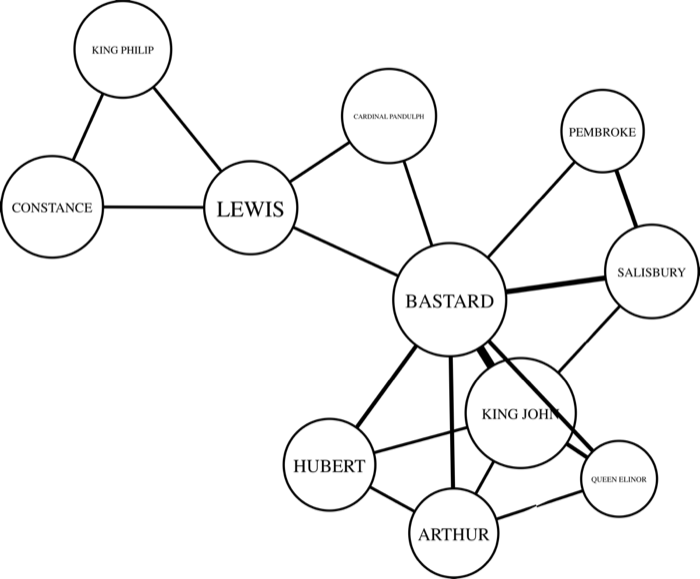 KING PHILIP
CARDINAL PANDULPH
PEMBROKE
CONSTANCE
LEWIS
SALISBURY
BASTARD
KING JOHN
HUBERT
QUEEN ELINOR
ARTHUR